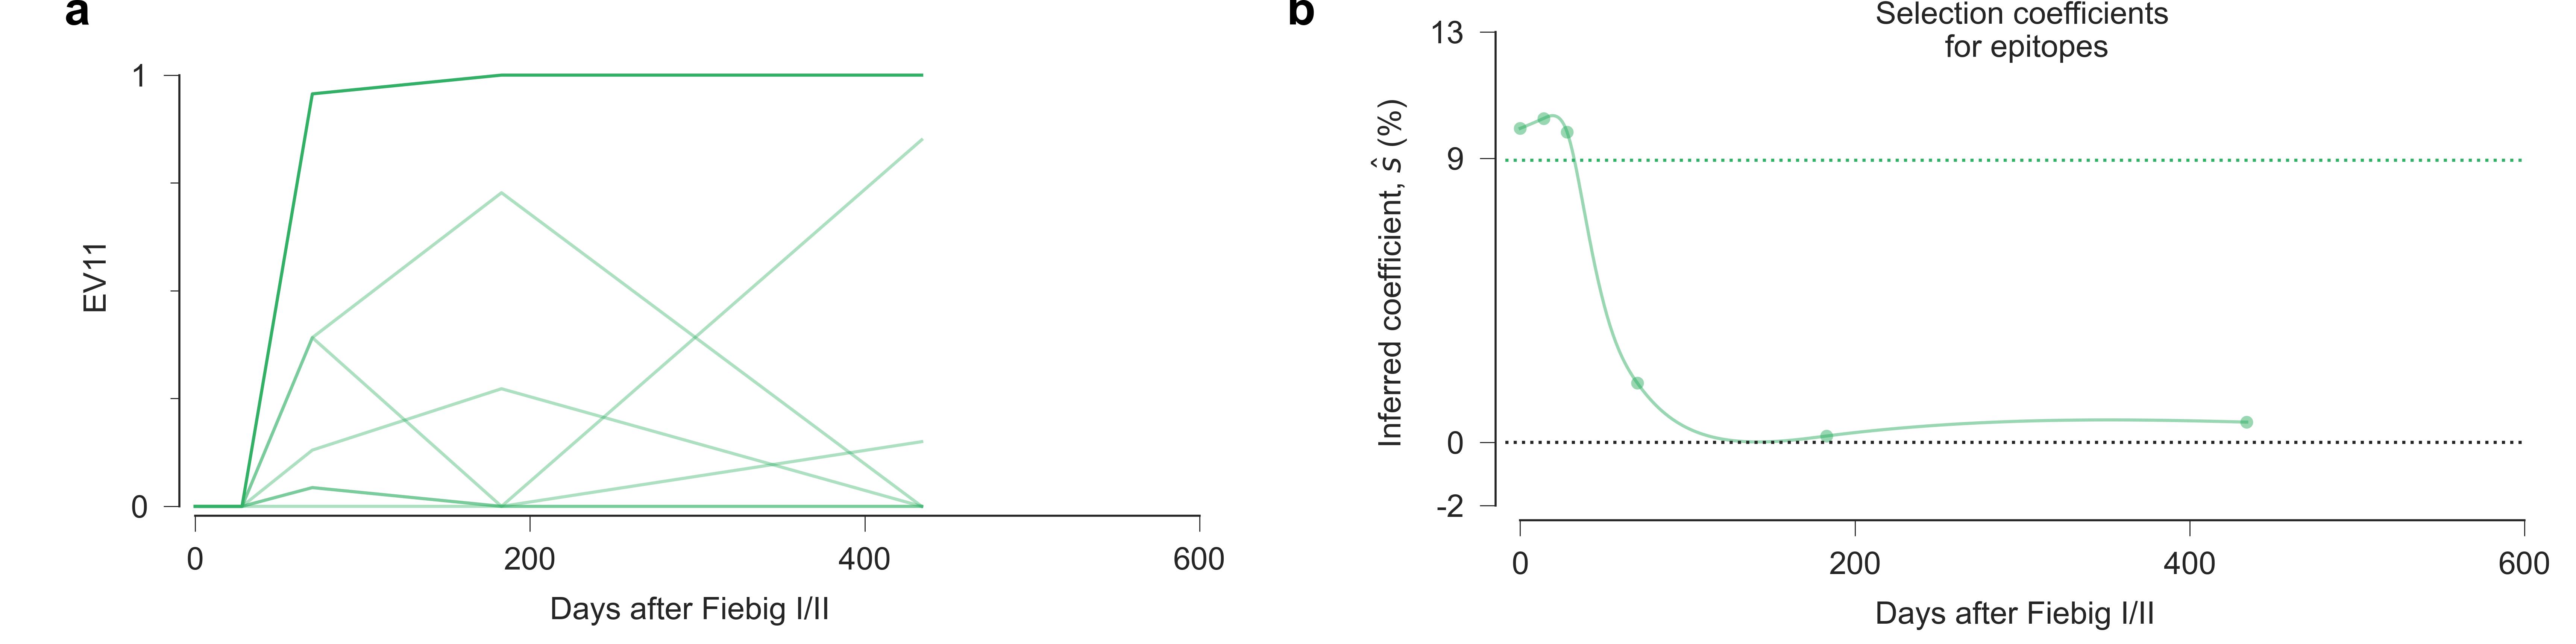 a
1
EV11
0
0 200 400 600
Days after Fiebig I/II
b
Selection coefficients
for epitopes
13
9
0
-2
Inferred coefficient, ŝ (%)
0 200 400 600
Days after Fiebig I/II